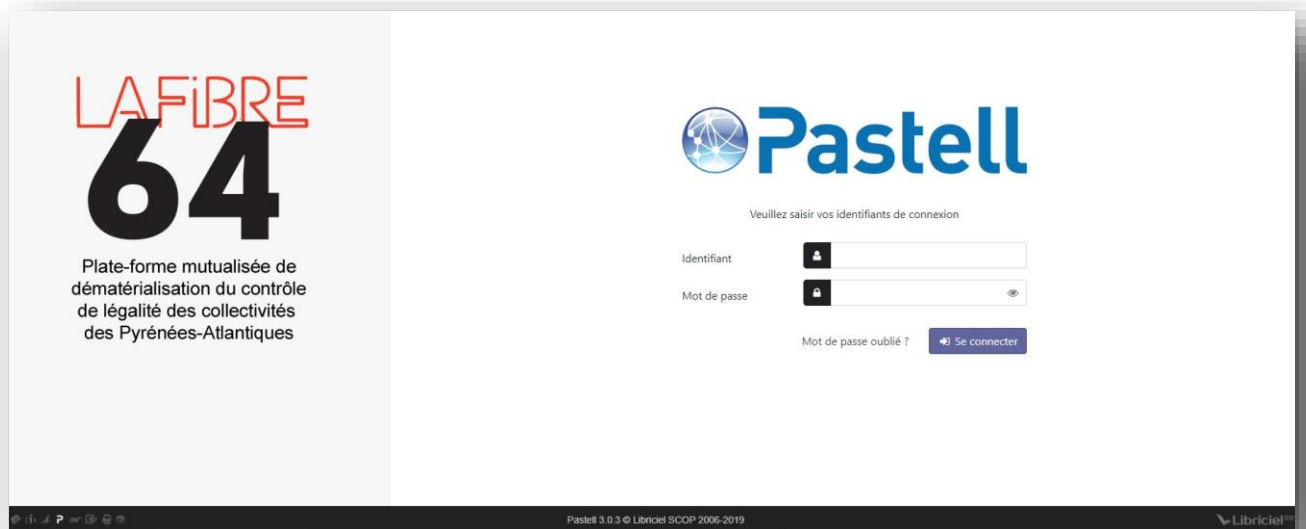 LAFiBRE
64
Plate-forme mutualisée de
dématérialisation du contrôle
de légalité des collectivités
des Pyrénées-Atlantiques
Pastell
Veuillez saisir vos identifiants de connexion
Identifiant
Mot de passe
Mot de passe oublié ?
Se connecter
Pastell 3.0.3 © Libriciel SCOP 2006-2019
Libriciel